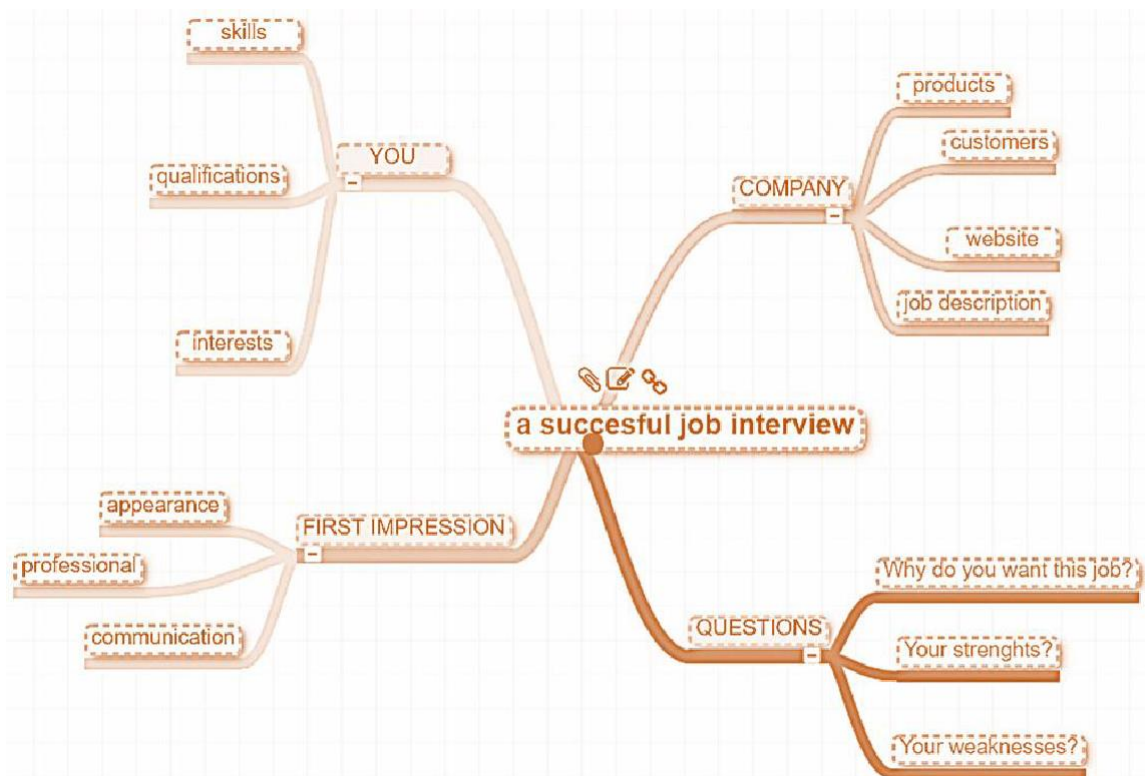 skills
YOU
qualifications
interests
products
customers
COMPANY
website
job description
a succesful job interview
appearance
FIRST IMPRESSION
professional
communication
Why do you want this job?
QUESTIONS
Your strenghts?
Your weaknesses?